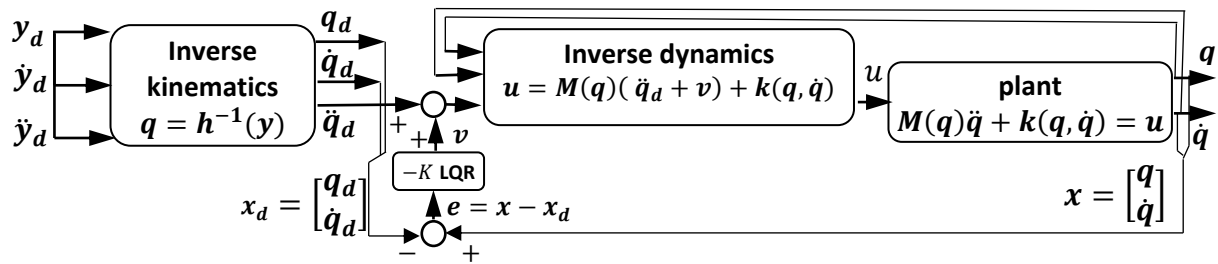 y_d
ẏ_d
ÿ_d
Inverse
kinematics
q = h⁻¹(y)
q_d
q̇_d
q̈_d
+
+
v
−K LQR
e = x − x_d
x_d = [q_d
q̇_d]
−
+
Inverse dynamics
u = M(q)( q̈_d + v) + k(q, q̇)
u
plant
M(q)q̈ + k(q, q̇) = u
q
q̇
x = [q
q̇]